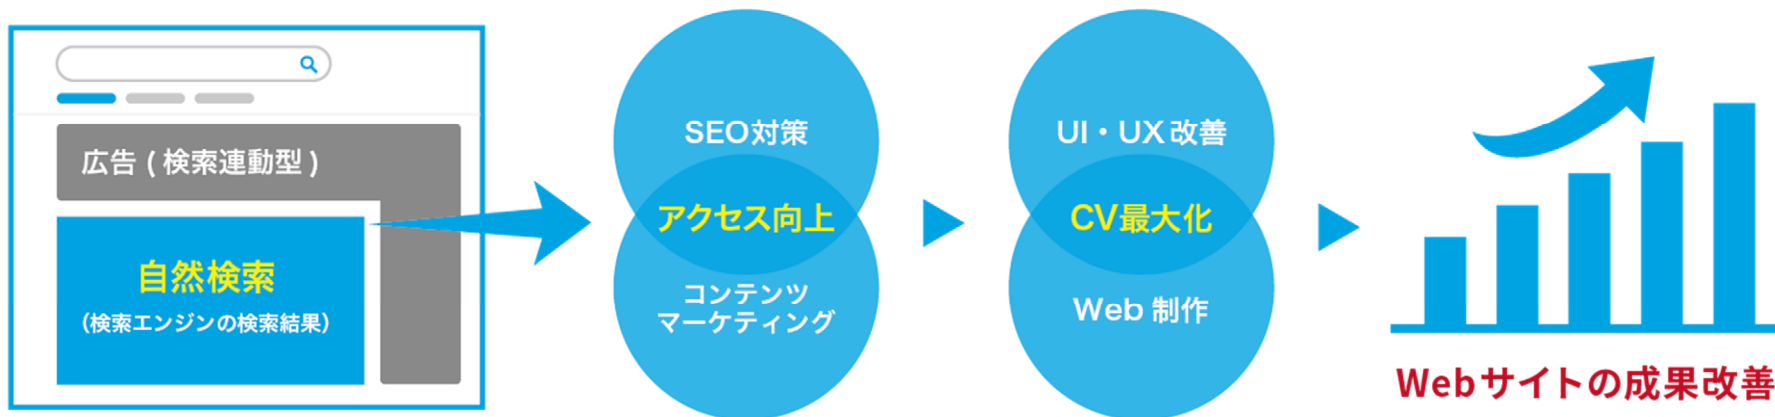 広告 ( 検索連動型 )
自然検索
(検索エンジンの検索結果)
SEO対策
アクセス向上
コンテンツ
マーケティング
UI・UX 改善
CV最大化
Web 制作
Webサイトの成果改善